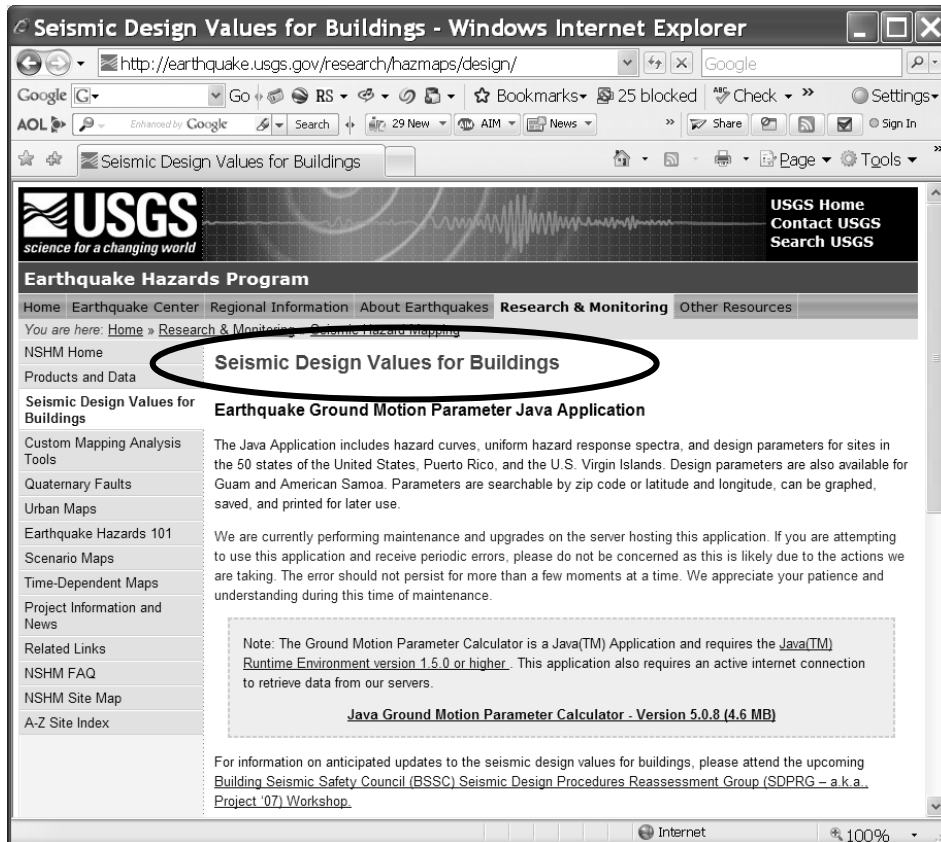 Seismic Design Values for Buildings - Windows Internet Explorer
http://earthquake.usgs.gov/research/hazmaps/design/
Google
Google G Go RS Bookmarks 25 blocked ABC Check » Settings
AOL Enhanced by Google Search 29 New AIM News » Share Sign In
Seismic Design Values for Buildings Page Tools »
USGS
science for a changing world
USGS Home
Contact USGS
Search USGS
Earthquake Hazards Program
Home Earthquake Center Regional Information About Earthquakes Research & Monitoring Other Resources
You are here: Home » Research & Monitoring » Seismic Hazard Mapping
NSHM Home
Products and Data
Seismic Design Values for
Buildings
Custom Mapping Analysis
Tools
Quaternary Faults
Urban Maps
Earthquake Hazards 101
Scenario Maps
Time-Dependent Maps
Project Information and
News
Related Links
NSHM FAQ
NSHM Site Map
A-Z Site Index
Seismic Design Values for Buildings
Earthquake Ground Motion Parameter Java Application
The Java Application includes hazard curves, uniform hazard response spectra, and design parameters for sites in
the 50 states of the United States, Puerto Rico, and the U.S. Virgin Islands. Design parameters are also available for
Guam and American Samoa. Parameters are searchable by zip code or latitude and longitude, can be graphed,
saved, and printed for later use.
We are currently performing maintenance and upgrades on the server hosting this application. If you are attempting
to use this application and receive periodic errors, please do not be concerned as this is likely due to the actions we
are taking. The error should not persist for more than a few moments at a time. We appreciate your patience and
understanding during this time of maintenance.
Note: The Ground Motion Parameter Calculator is a Java(TM) Application and requires the Java(TM)
Runtime Environment version 1.5.0 or higher . This application also requires an active internet connection
to retrieve data from our servers.
Java Ground Motion Parameter Calculator - Version 5.0.8 (4.6 MB)
For information on anticipated updates to the seismic design values for buildings, please attend the upcoming
Building Seismic Safety Council (BSSC) Seismic Design Procedures Reassessment Group (SDPRG – a.k.a.,
Project '07) Workshop.
Internet 100%